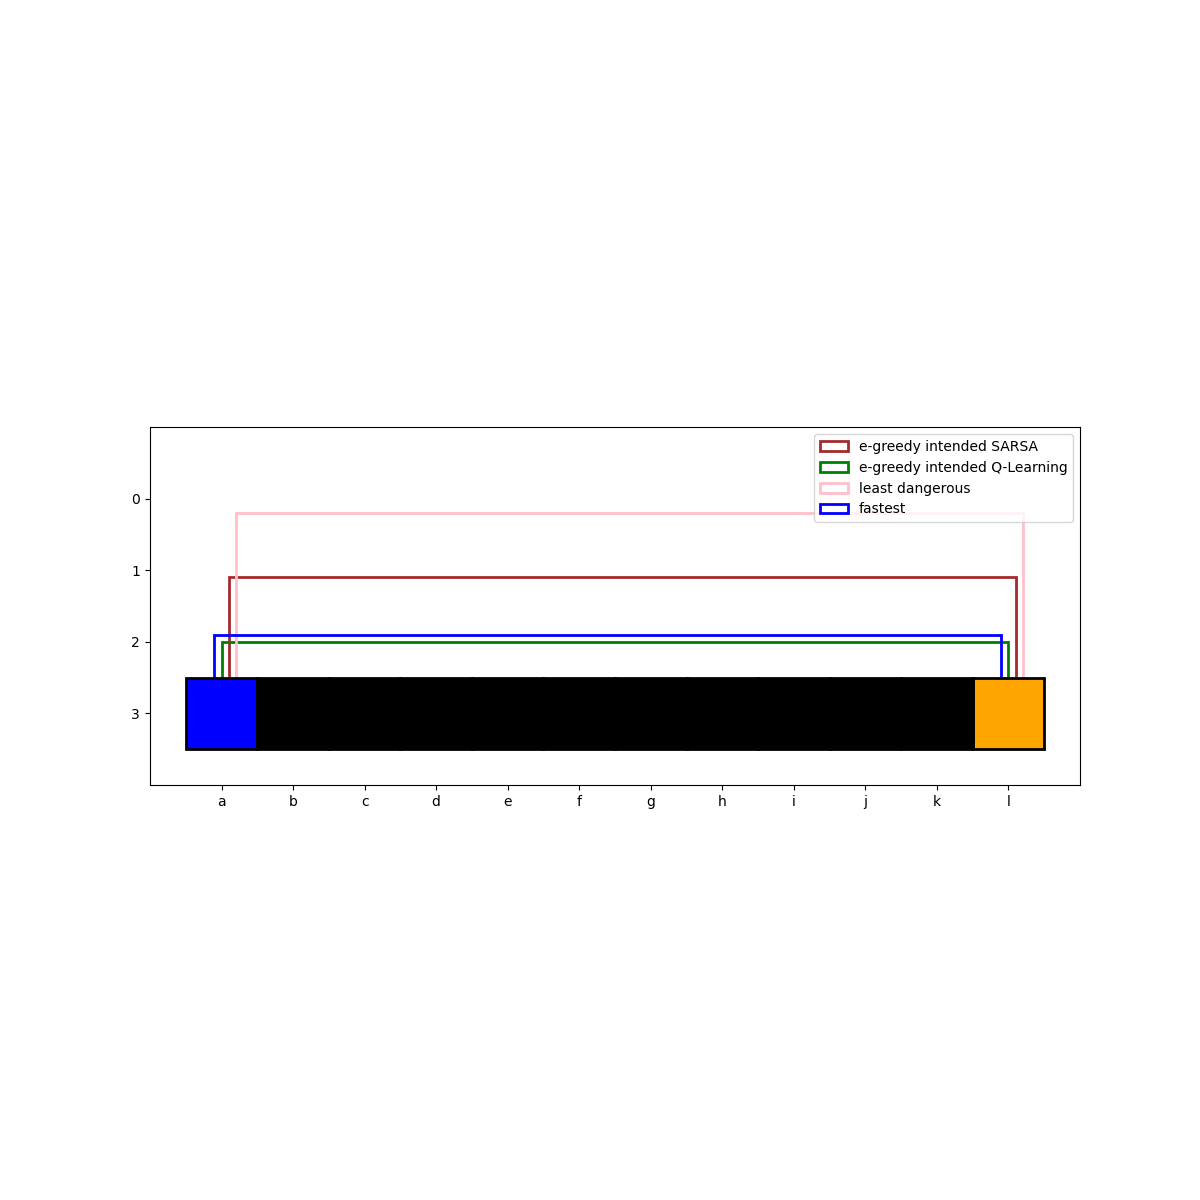 e-greedy intended SARSA
e-greedy intended Q-Learning
least dangerous
fastest
0
1
2
3
a b c d e f g h i j k l